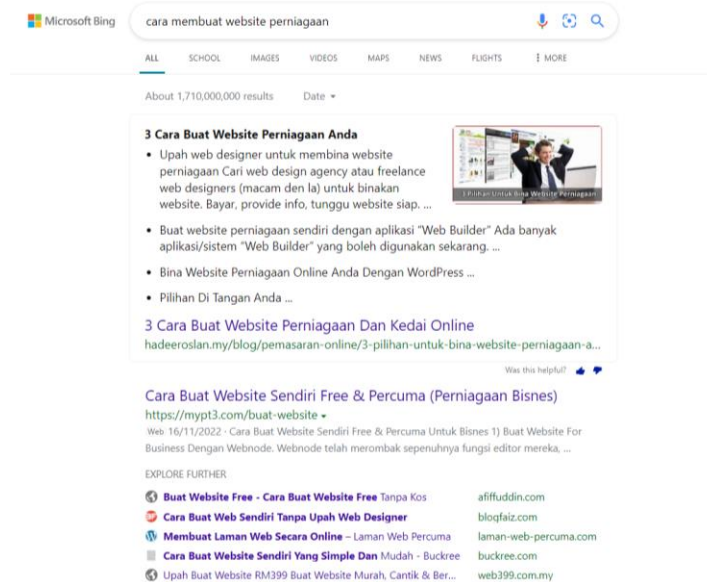 Microsoft Bing
cara membuat website perniagaan
ALL SCHOOL IMAGES VIDEOS MAPS NEWS FLIGHTS MORE
About 1,710,000,000 results Date
3 Cara Buat Website Perniagaan Anda
• Upah web designer untuk membina website
perniagaan Cari web design agency atau freelance
web designers (macam den la) untuk binakan
website. Bayar, provide info, tunggu website siap. ...
3 Pilihan Untuk Bina Website Perniagaan
• Buat website perniagaan sendiri dengan aplikasi "Web Builder" Ada banyak
aplikasi/sistem "Web Builder" yang boleh digunakan sekarang. ...
• Bina Website Perniagaan Online Anda Dengan WordPress ...
• Pilihan Di Tangan Anda ...
3 Cara Buat Website Perniagaan Dan Kedai Online
hadeeroslan.my/blog/pemasaran-online/3-pilihan-untuk-bina-website-perniagaan-a...
Was this helpful?
Cara Buat Website Sendiri Free & Percuma (Perniagaan Bisnes)
https://mypt3.com/buat-website
Web 16/11/2022 · Cara Buat Website Sendiri Free & Percuma Untuk Bisnes 1) Buat Website For
Business Dengan Webnode. Webnode telah merombak sepenuhnya fungsi editor mereka, ...
EXPLORE FURTHER
Buat Website Free - Cara Buat Website Free Tanpa Kos afiffuddin.com
Cara Buat Web Sendiri Tanpa Upah Web Designer blogfaiz.com
Membuat Laman Web Secara Online – Laman Web Percuma laman-web-percuma.com
Cara Buat Website Sendiri Yang Simple Dan Mudah - Buckree buckree.com
Upah Buat Website RM399 Buat Website Murah, Cantik & Ber... web399.com.my